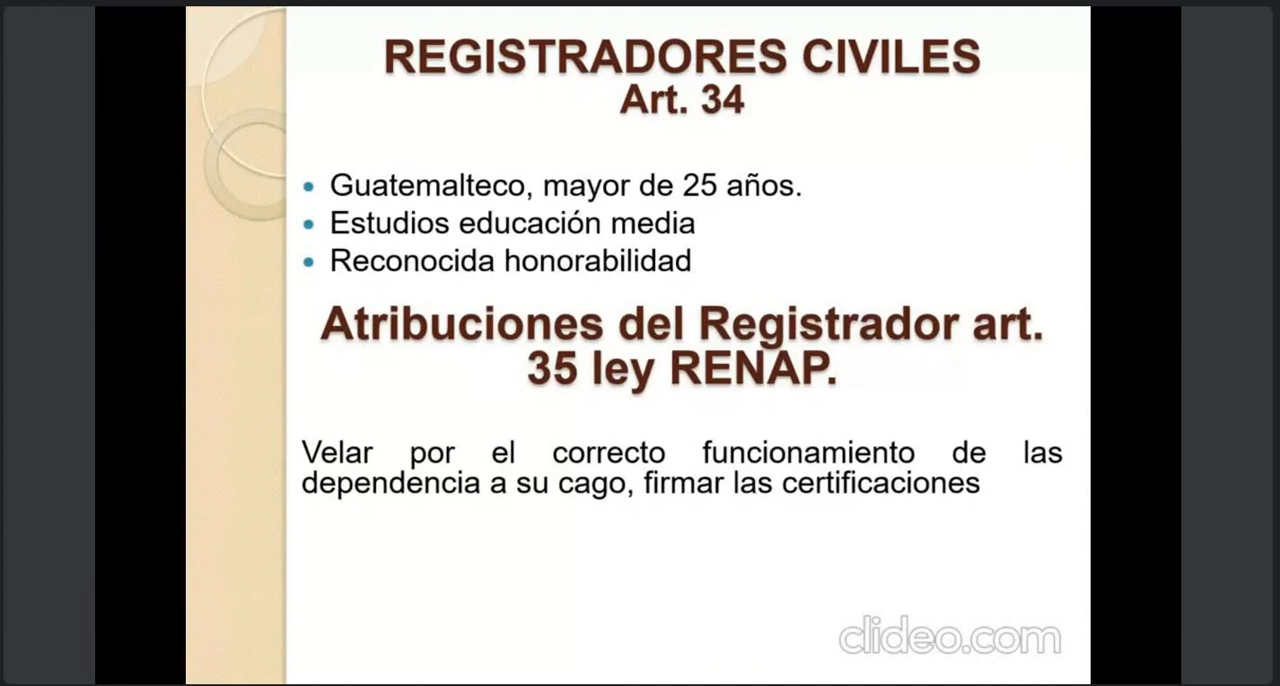 REGISTRADORES CIVILES
Art. 34
• Guatemalteco, mayor de 25 años.
• Estudios educación media
• Reconocida honorabilidad
Atribuciones del Registrador art.
35 ley RENAP.
Velar por el correcto funcionamiento de las
dependencia a su cago, firmar las certificaciones
clideo.com